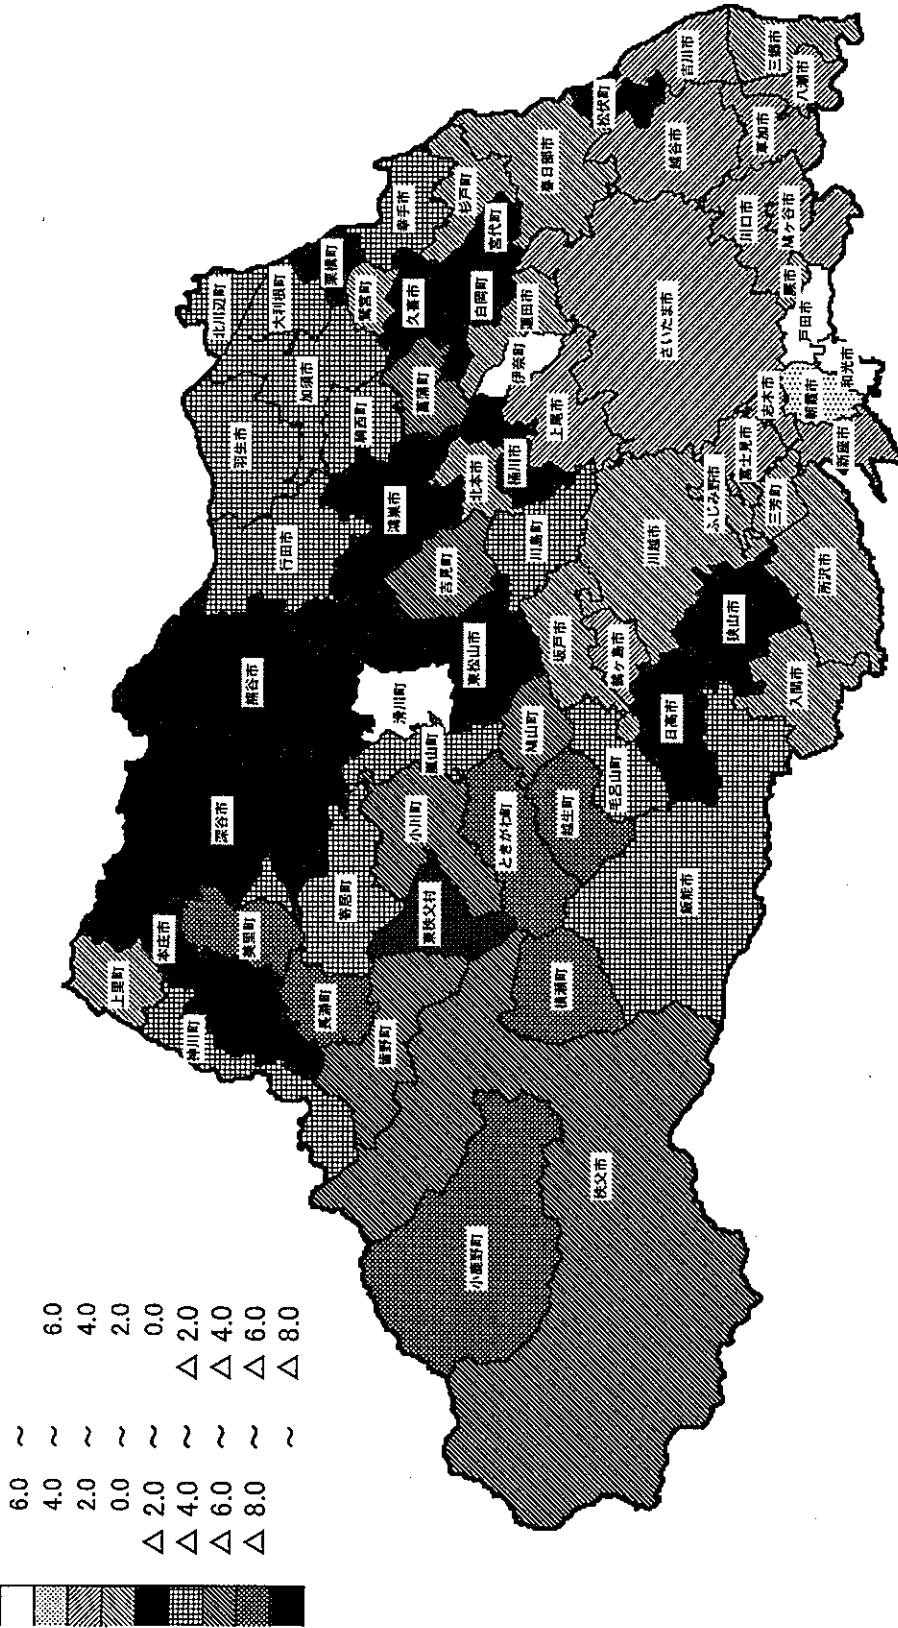 6.0 ～
4.0 ～ 6.0
2.0 ～ 4.0
0.0 ～ 2.0
△ 2.0 ～ 0.0
△ 4.0 ～ △ 2.0
△ 6.0 ～ △ 4.0
△ 8.0 ～ △ 6.0
～ △ 8.0
上里町
神川町
本庄市
美里町
深谷市
熊谷市
長瀞町
皆野町
寄居町
小川町
東秩父村
嵐山町
滑川町
小鹿野町
秩父市
横瀬町
ときがわ町
越生町
鳩山町
毛呂山町
飯能市
日高市
東松山市
吉見町
川島町
坂戸市
鶴ヶ島市
川越市
狭山市
入間市
所沢市
行田市
羽生市
加須市
騎西町
鴻巣市
北本市
桶川市
上尾市
伊奈町
蓮田市
菖蒲町
久喜市
白岡町
宮代町
鷲宮町
栗橋町
大利根町
北川辺町
幸手市
杉戸町
春日部市
さいたま市
ふじみ野市
富士見市
三芳町
志木市
新座市
朝霞市
和光市
戸田市
蕨市
川口市
鳩ヶ谷市
草加市
越谷市
松伏町
吉川市
三郷市
八潮市